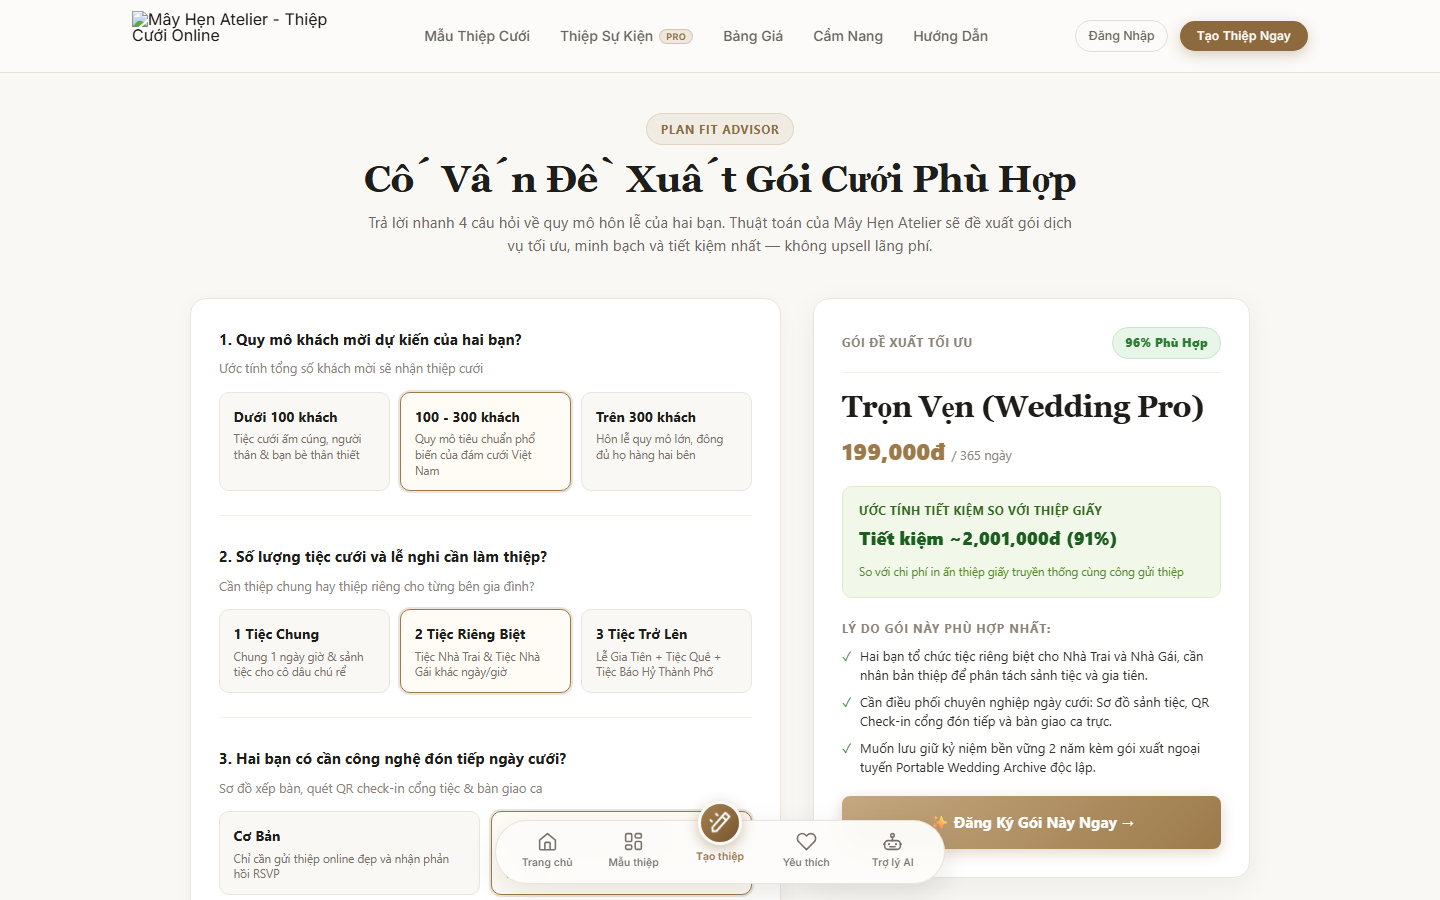 Mây Hẹn Atelier - Thiệp
Cưới Online
Mẫu Thiệp Cưới
Thiệp Sự Kiện PRO
Bảng Giá
Cẩm Nang
Hướng Dẫn
Đăng Nhập
Tạo Thiệp Ngay
PLAN FIT ADVISOR
Cố Vấn Đề Xuất Gói Cưới Phù Hợp
Trả lời nhanh 4 câu hỏi về quy mô hôn lễ của hai bạn. Thuật toán của Mây Hẹn Atelier sẽ đề xuất gói dịch
vụ tối ưu, minh bạch và tiết kiệm nhất — không upsell lãng phí.
1. Quy mô khách mời dự kiến của hai bạn?
Ước tính tổng số khách mời sẽ nhận thiệp cưới
Dưới 100 khách
Tiệc cưới ấm cúng, người
thân & bạn bè thân thiết
100 - 300 khách
Quy mô tiêu chuẩn phổ
biến của đám cưới Việt
Nam
Trên 300 khách
Hôn lễ quy mô lớn, đông
đủ họ hàng hai bên
2. Số lượng tiệc cưới và lễ nghi cần làm thiệp?
Cần thiệp chung hay thiệp riêng cho từng bên gia đình?
1 Tiệc Chung
Chung 1 ngày giờ & sảnh
tiệc cho cô dâu chú rể
2 Tiệc Riêng Biệt
Tiệc Nhà Trai & Tiệc Nhà
Gái khác ngày/giờ
3 Tiệc Trở Lên
Lễ Gia Tiên + Tiệc Quê +
Tiệc Báo Hỷ Thành Phố
3. Hai bạn có cần công nghệ đón tiếp ngày cưới?
Sơ đồ xếp bàn, quét QR check-in cổng tiệc & bàn giao ca
Cơ Bản
Chỉ cần gửi thiệp online đẹp và nhận phản
hồi RSVP
GÓI ĐỀ XUẤT TỐI ƯU
96% Phù Hợp
Trọn Vẹn (Wedding Pro)
199,000đ / 365 ngày
ƯỚC TÍNH TIẾT KIỆM SO VỚI THIỆP GIẤY
Tiết kiệm ~2,001,000đ (91%)
So với chi phí in ấn thiệp giấy truyền thống cùng công gửi thiệp
LÝ DO GÓI NÀY PHÙ HỢP NHẤT:
✓ Hai bạn tổ chức tiệc riêng biệt cho Nhà Trai và Nhà Gái, cần
nhân bản thiệp để phân tách sảnh tiệc và gia tiên.
✓ Cần điều phối chuyên nghiệp ngày cưới: Sơ đồ sảnh tiệc, QR
Check-in cổng đón tiếp và bàn giao ca trực.
✓ Muốn lưu giữ kỷ niệm bền vững 2 năm kèm gói xuất ngoại
tuyến Portable Wedding Archive độc lập.
✨ Đăng Ký Gói Này Ngay →
Trang chủ
Mẫu thiệp
Tạo thiệp
Yêu thích
Trợ lý AI